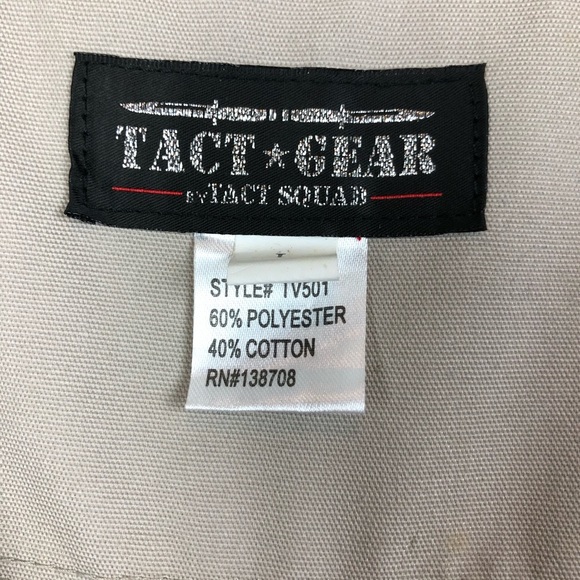 TACT★GEAR
BY TACT SQUAD
STYLE# TV501
60% POLYESTER
40% COTTON
RN#138708